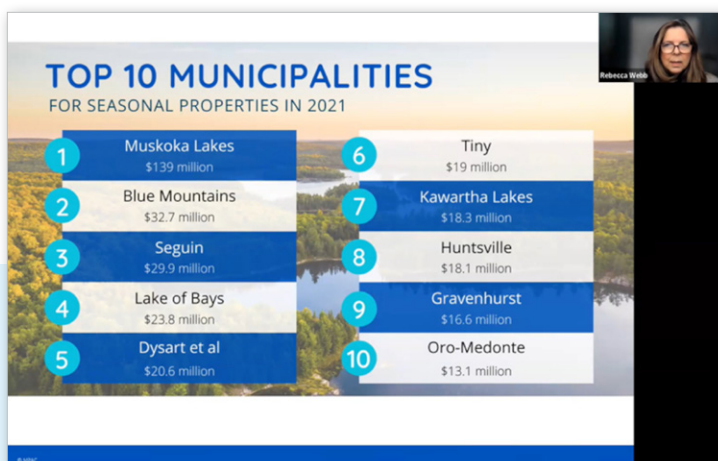 TOP 10 MUNICIPALITIES
FOR SEASONAL PROPERTIES IN 2021
1
Muskoka Lakes
$139 million
2
Blue Mountains
$32.7 million
3
Seguin
$29.9 million
4
Lake of Bays
$23.8 million
5
Dysart et al
$20.6 million
6
Tiny
$19 million
7
Kawartha Lakes
$18.3 million
8
Huntsville
$18.1 million
9
Gravenhurst
$16.6 million
10
Oro-Medonte
$13.1 million
Rebecca Webb